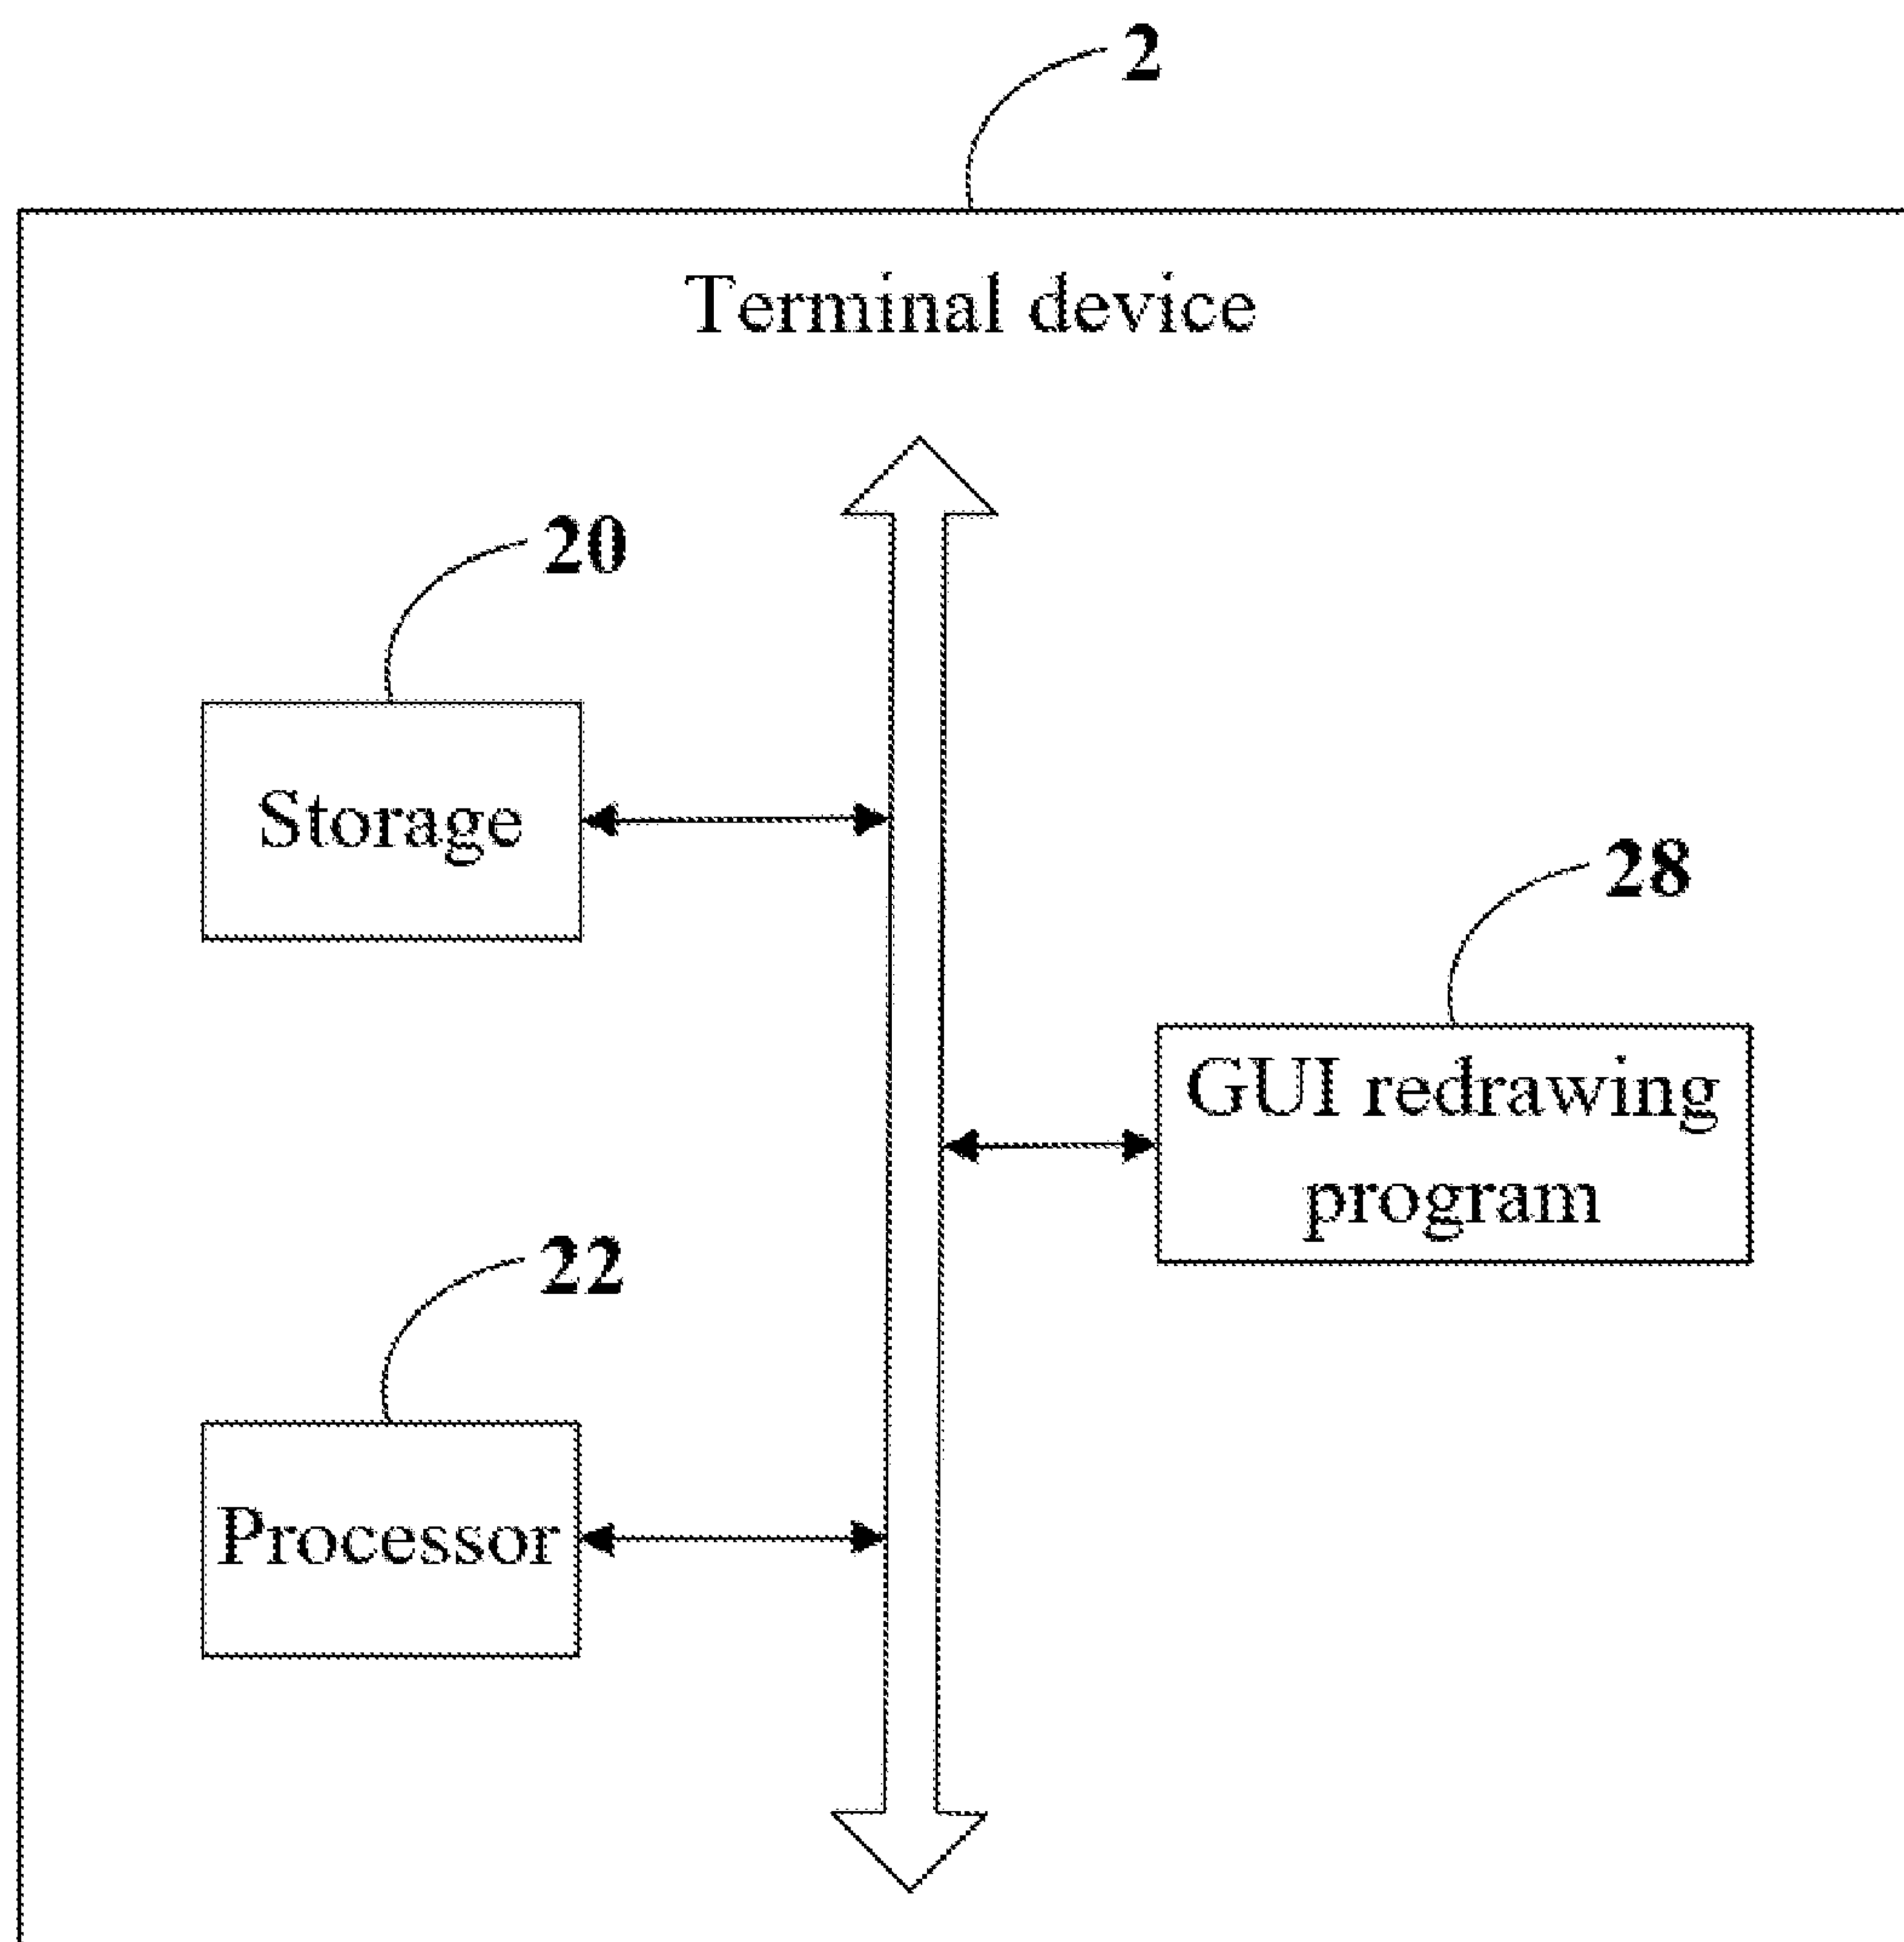 2
Terminal device
20
Storage
28
GUI redrawing
program
22
Processor